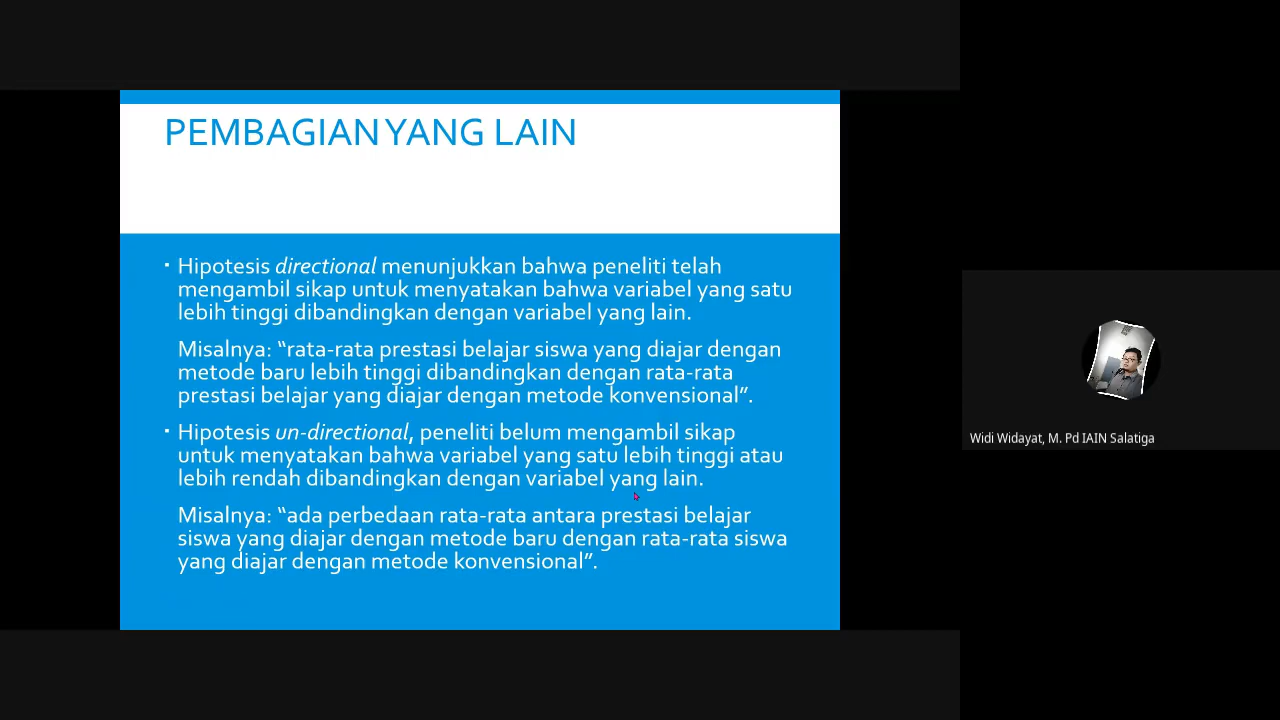 PEMBAGIAN YANG LAIN
▪ Hipotesis directional menunjukkan bahwa peneliti telah
mengambil sikap untuk menyatakan bahwa variabel yang satu
lebih tinggi dibandingkan dengan variabel yang lain.
Misalnya: “rata-rata prestasi belajar siswa yang diajar dengan
metode baru lebih tinggi dibandingkan dengan rata-rata
prestasi belajar yang diajar dengan metode konvensional”.
▪ Hipotesis un-directional, peneliti belum mengambil sikap
untuk menyatakan bahwa variabel yang satu lebih tinggi atau
lebih rendah dibandingkan dengan variabel yang lain.
Misalnya: “ada perbedaan rata-rata antara prestasi belajar
siswa yang diajar dengan metode baru dengan rata-rata siswa
yang diajar dengan metode konvensional”.
Widi Widayat, M. Pd IAIN Salatiga